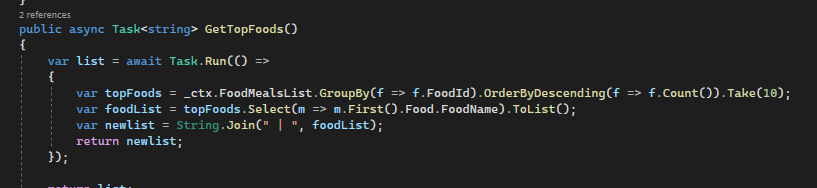 }
2 references
public async Task<string> GetTopFoods()
{
var list = await Task.Run(() =>
{
var topFoods = _ctx.FoodMealsList.GroupBy(f => f.FoodId).OrderByDescending(f => f.Count()).Take(10);
var foodList = topFoods.Select(m => m.First().Food.FoodName).ToList();
var newlist = String.Join(" | ", foodList);
return newlist;
});
return list;